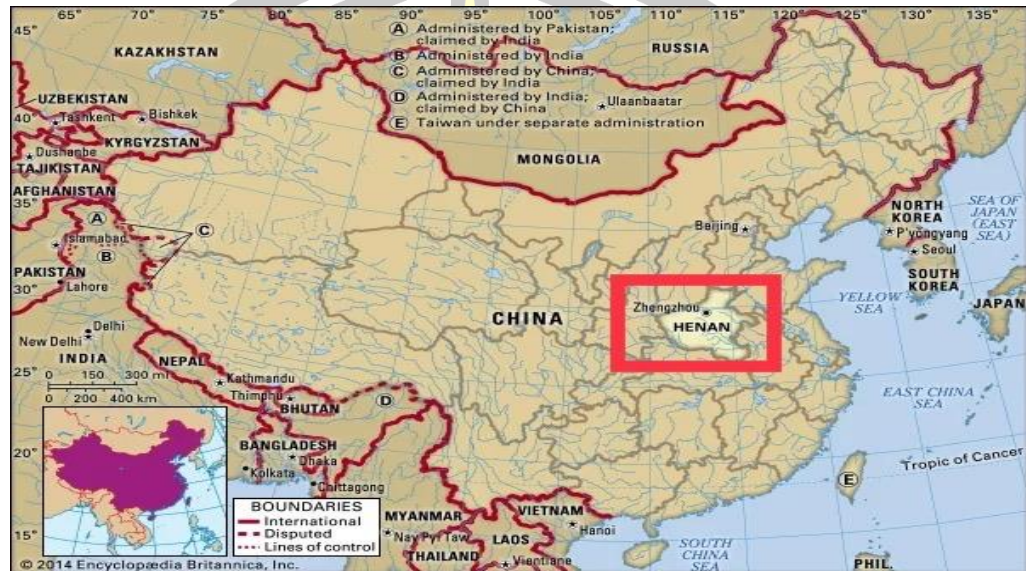 75° 80° 85° 90° 95° 100° 105° 110° 115° 120° 125° 130° 135°
45°
KAZAKHSTAN
RUSSIA
A Administered by Pakistan;
claimed by India
B Administered by India
C Administered by China;
claimed by India
D Administered by India;
claimed by China
E Taiwan under separate administration
UZBEKISTAN
Tashkent
Bishkek
Ulaanbaatar
40°
KYRGYZSTAN
Dushanbe
TAJIKISTAN
MONGOLIA
AFGHANISTAN
35°
A
Islamabad
B
C
PAKISTAN
30°
Lahore
Beijing
NORTH
KOREA
P'yŏngyang
Seoul
SOUTH
KOREA
SEA OF
JAPAN
(EAST
SEA)
JAPAN
YELLOW
SEA
CHINA
Zhengzhou
HENAN
Delhi
New Delhi
INDIA
NEPAL
25°
0 150 300 mi
0 200 400 km
Kathmandu
Thimphu
BHUTAN
D
EAST CHINA
SEA
20°
BANGLADESH
Dhaka
Kolkata
Chittagong
Tropic of Cancer
E
BOUNDARIES
International
Disputed
Lines of control
MYANMAR
Nay Pyi Taw
THAILAND
LAOS
Vientiane
VIETNAM
Hanoi
SOUTH
CHINA
SEA
PHIL.
15°
© 2014 Encyclopædia Britannica, Inc.